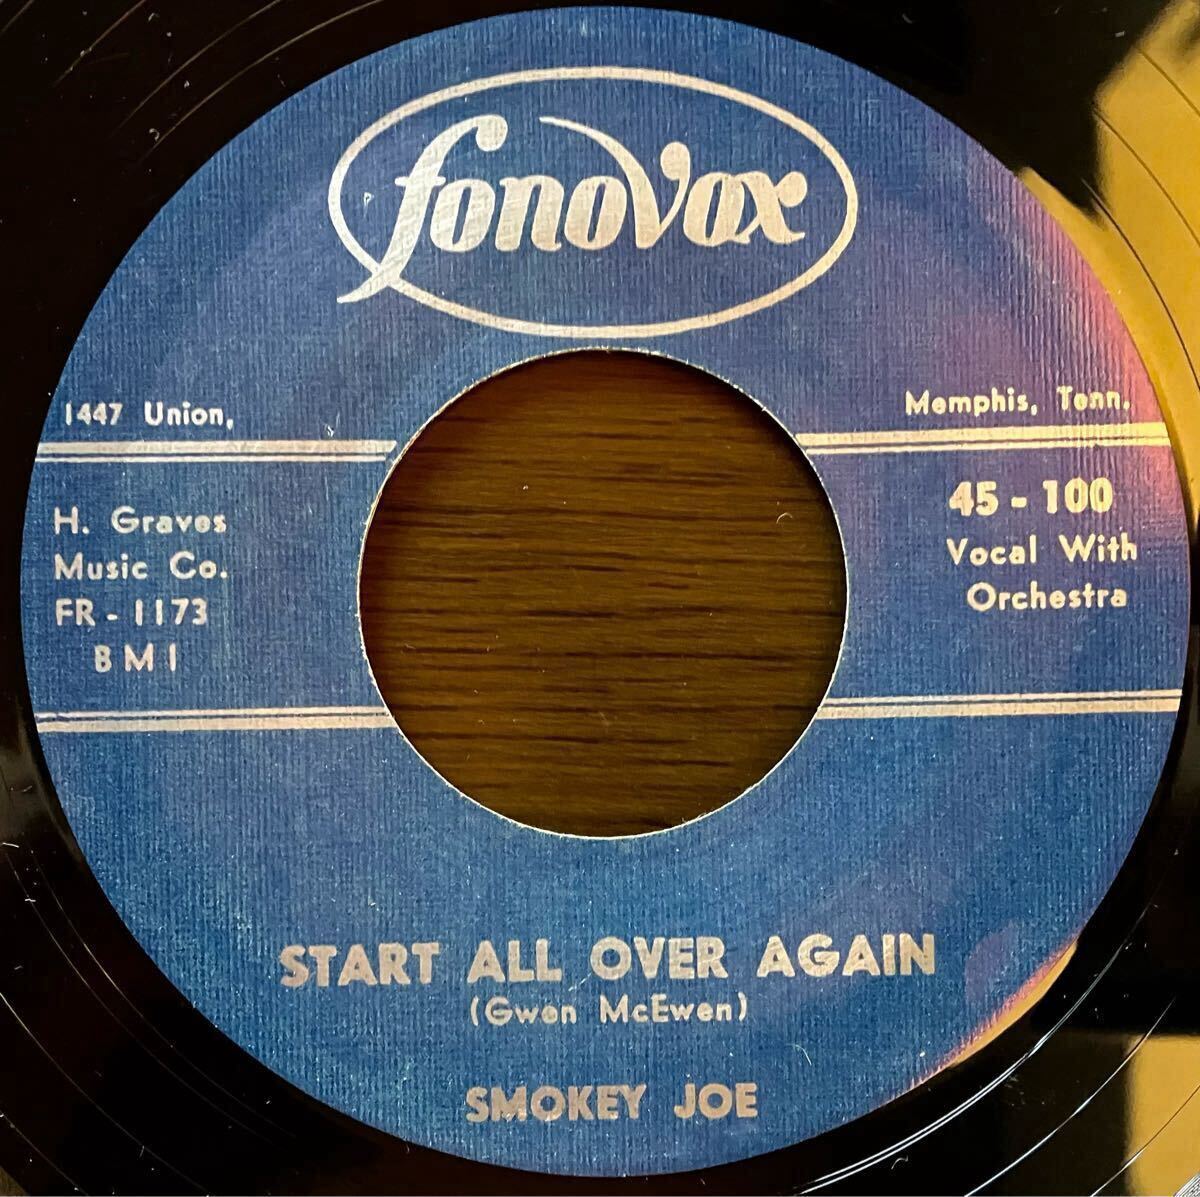 fonovox
1447 Union,
Memphis, Tenn.
H. Graves
Music Co.
FR - 1173
BMI
45 - 100
Vocal With
Orchestra
START ALL OVER AGAIN
(Gwen McEwen)
SMOKEY JOE